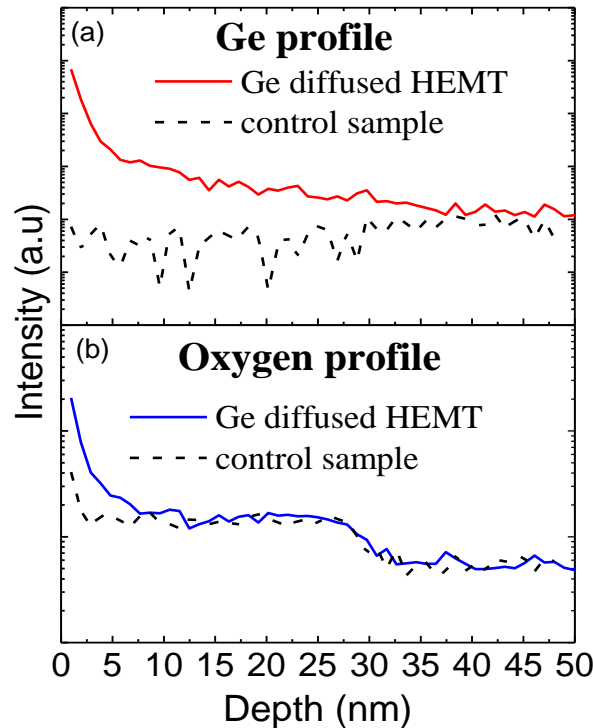 (a)
Ge profile
Ge diffused HEMT
control sample
(b)
Oxygen profile
Ge diffused HEMT
control sample
Intensity (a.u)
0 5 10 15 20 25 30 35 40 45 50
Depth (nm)